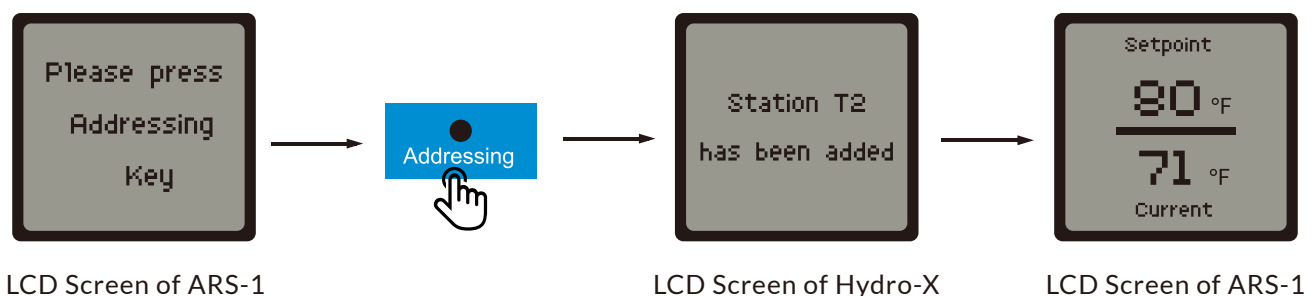 Please press
Addressing
Key
Addressing
Station T2
has been added
Setpoint
80 °F
71 °F
Current
LCD Screen of ARS-1
LCD Screen of Hydro-X
LCD Screen of ARS-1